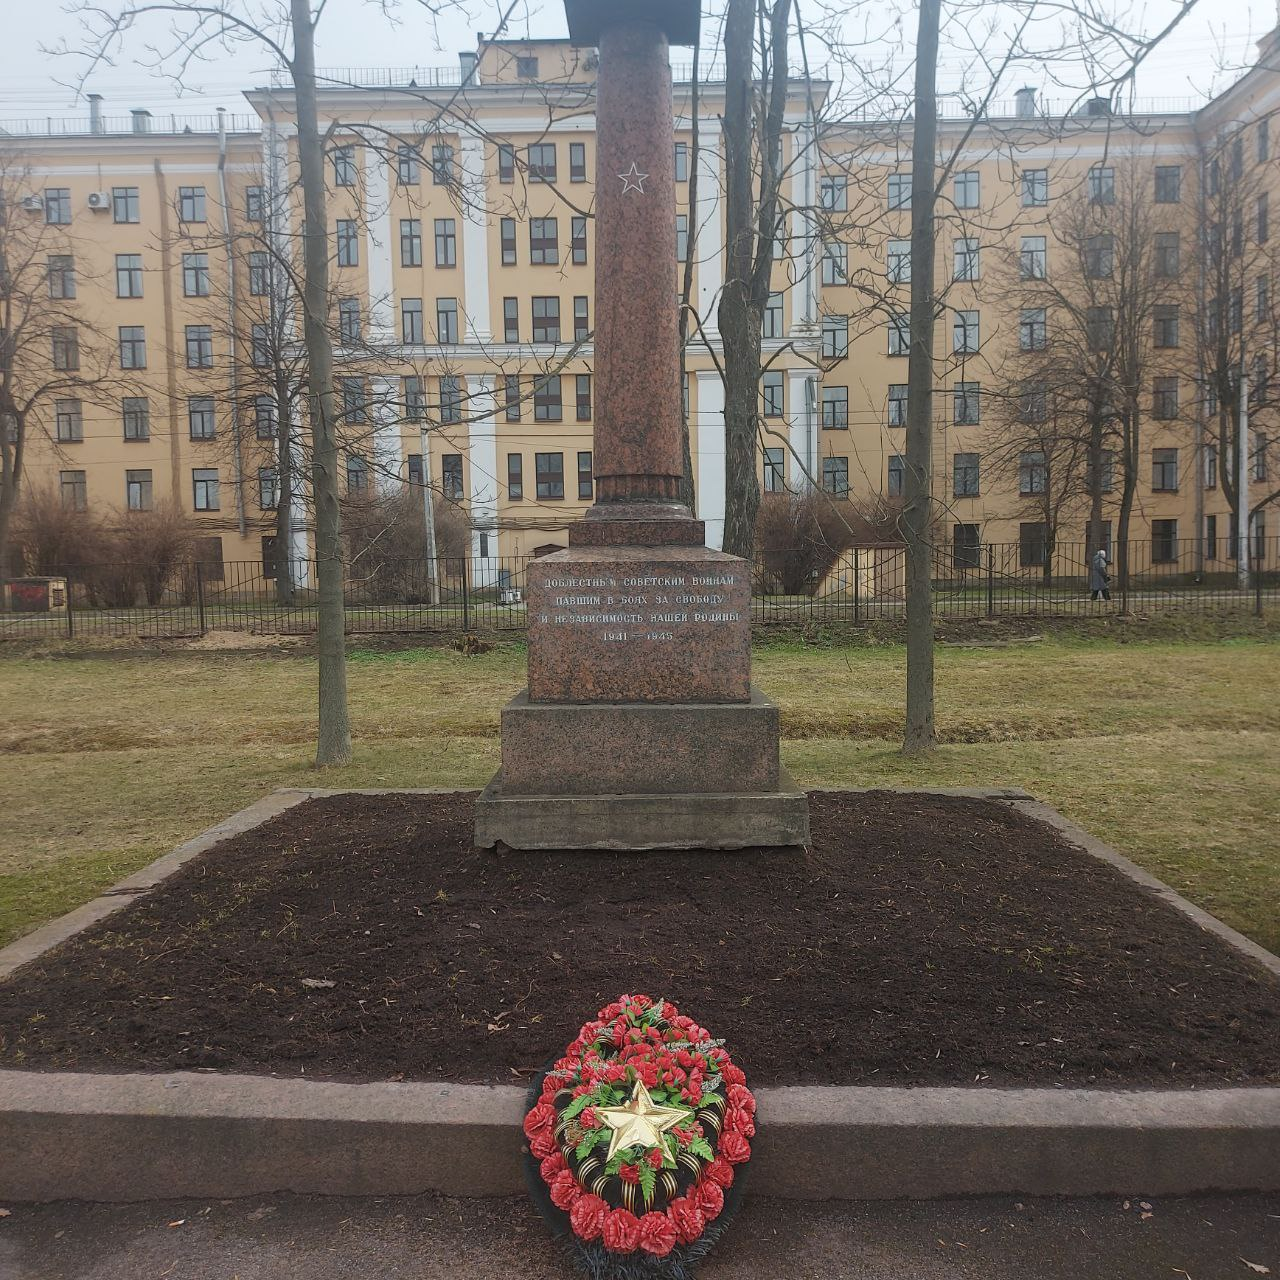 ДОБЛЕСТНЫМ СОВЕТСКИМ ВОИНАМ
ПАВШИМ В БОЯХ ЗА СВОБОДУ
И НЕЗАВИСИМОСТЬ НАШЕЙ РОДИНЫ
1941 — 1945